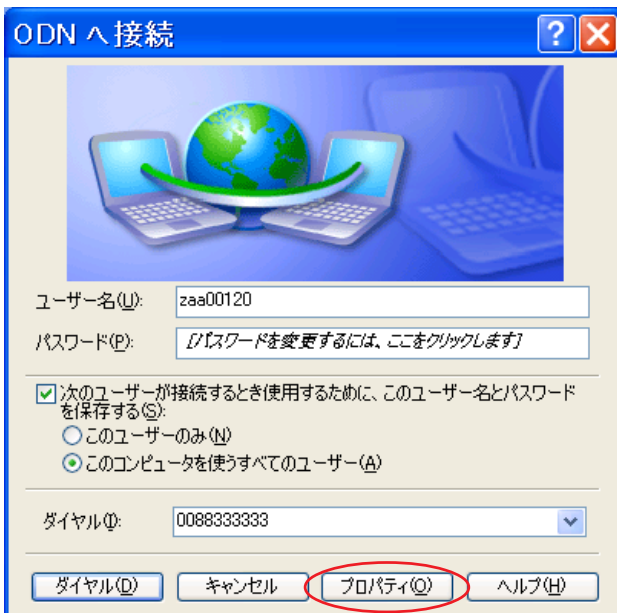 ODN へ接続
ユーザー名(U):
zaa00120
パスワード(P):
[パスワードを変更するには、ここをクリックします]
次のユーザーが接続するとき使用するために、このユーザー名とパスワード
を保存する(S):
このユーザーのみ(N)
このコンピュータを使うすべてのユーザー(A)
ダイヤル(I):
0088333333
ダイヤル(D) キャンセル プロパティ(O) ヘルプ(H)